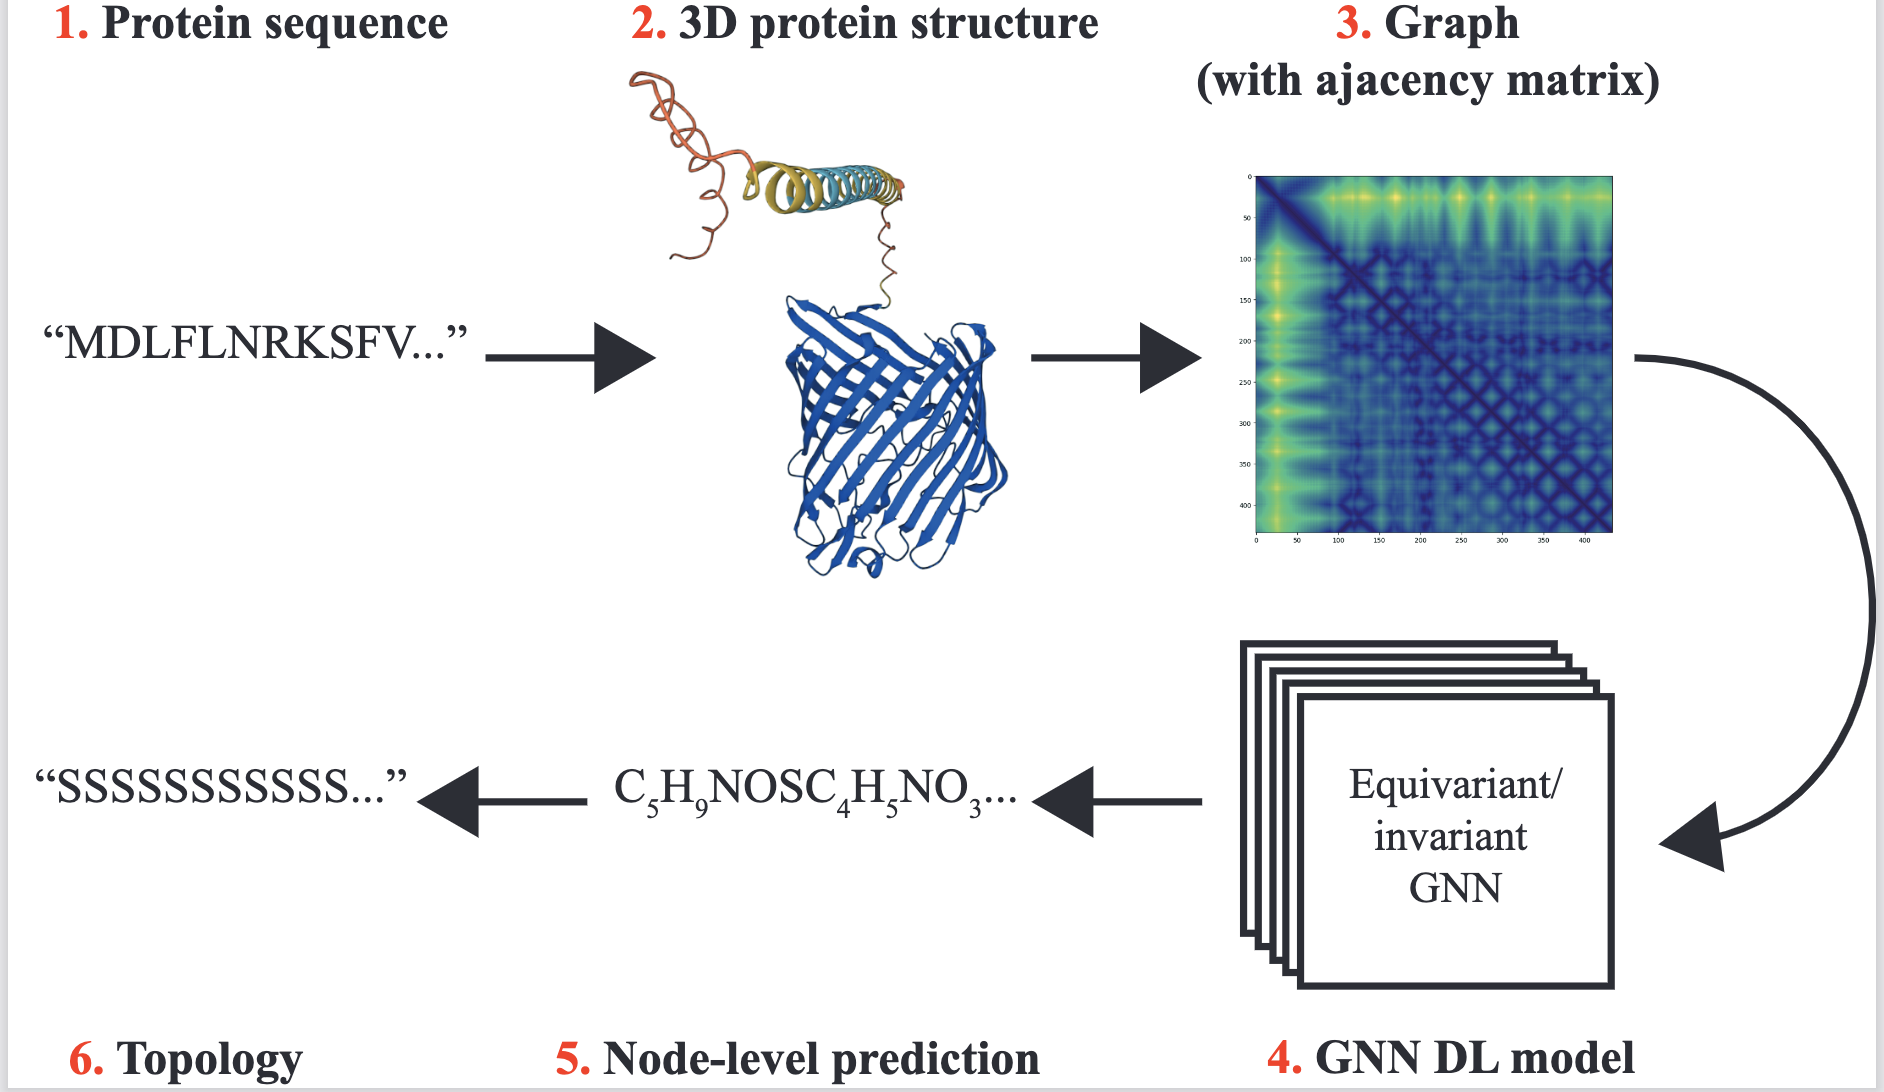 1. Protein sequence
2. 3D protein structure
3. Graph
(with ajacency matrix)
“MDLFLNRKSFV...”
0
50
100
150
200
250
300
350
400
0 50 100 150 200 250 300 350 400
“SSSSSSSSSSS...”
C₅H₉NOSC₄H₅NO₃...
Equivariant/
invariant
GNN
6. Topology
5. Node-level prediction
4. GNN DL model